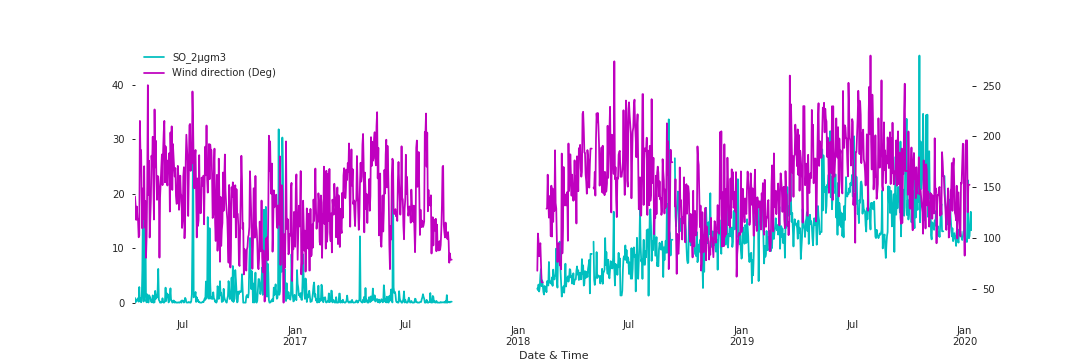 SO_2µgm3
Wind direction (Deg)
40
30
20
10
0
250
200
150
100
50
Jul
Jan
2017
Jul
Jan
2018
Jul
Jan
2019
Jul
Jan
2020
Date & Time